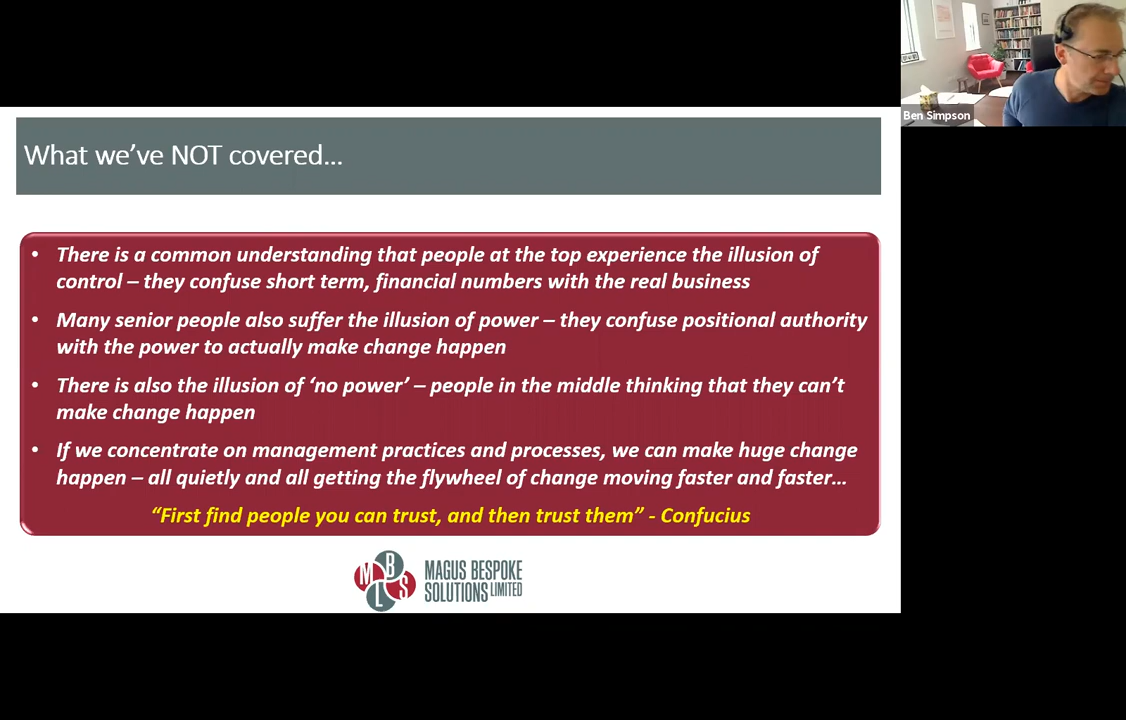 Ben Simpson
What we’ve NOT covered...
• There is a common understanding that people at the top experience the illusion of
control – they confuse short term, financial numbers with the real business
• Many senior people also suffer the illusion of power – they confuse positional authority
with the power to actually make change happen
• There is also the illusion of ‘no power’ – people in the middle thinking that they can’t
make change happen
• If we concentrate on management practices and processes, we can make huge change
happen – all quietly and all getting the flywheel of change moving faster and faster...
“First find people you can trust, and then trust them” - Confucius
M B L S
MAGUS BESPOKE
SOLUTIONS LIMITED